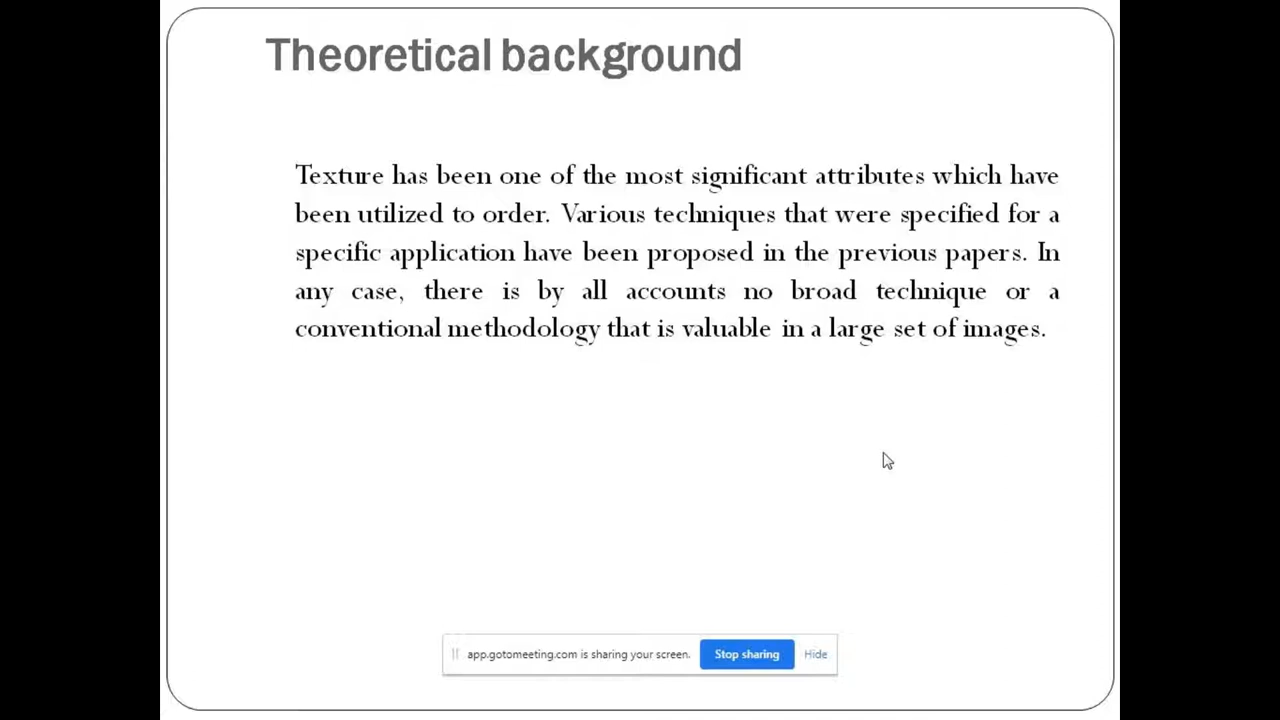 Theoretical background
Texture has been one of the most significant attributes which have
been utilized to order. Various techniques that were specified for a
specific application have been proposed in the previous papers. In
any case, there is by all accounts no broad technique or a
conventional methodology that is valuable in a large set of images.
app.gotomeeting.com is sharing your screen. Stop sharing Hide